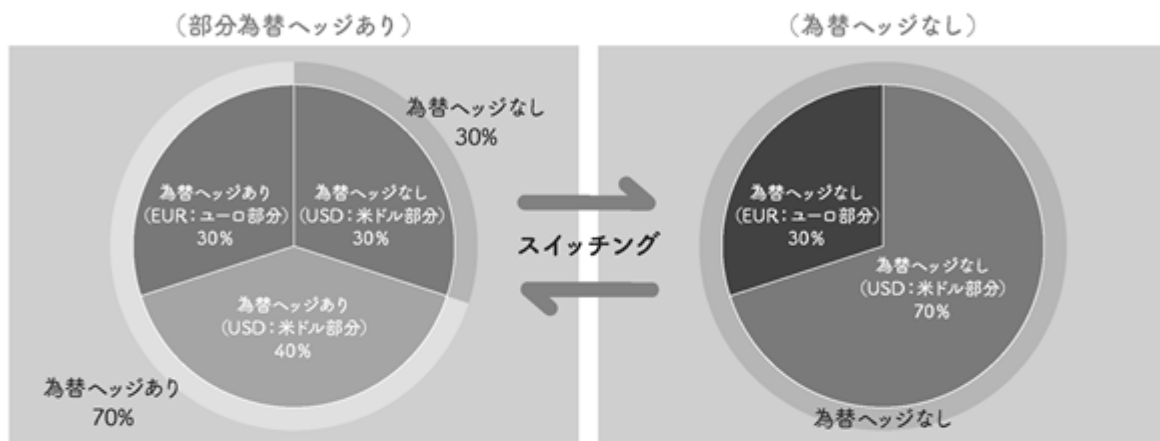 (部分為替ヘッジあり)
為替ヘッジなし
30%
為替ヘッジあり
(EUR:ユーロ部分)
30%
為替ヘッジなし
(USD:米ドル部分)
30%
為替ヘッジあり
(USD:米ドル部分)
40%
為替ヘッジあり
70%
スイッチング
(為替ヘッジなし)
為替ヘッジなし
(EUR:ユーロ部分)
30%
為替ヘッジなし
(USD:米ドル部分)
70%
為替ヘッジなし